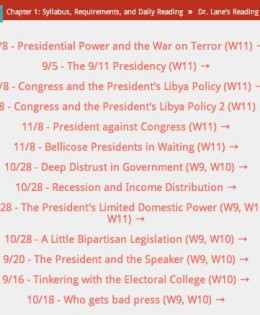 Chapter 1: Syllabus, Requirements, and Daily Reading » Dr. Lane's Reading
/8 - Presidential Power and the War on Terror (W11) →
9/5 - The 9/11 Presidency (W11) →
/8 - Congress and the President's Libya Policy (W11) →
8 - Congress and the President's Libya Policy 2 (W11) →
11/8 - President against Congress (W11) →
11/8 - Bellicose Presidents in Waiting (W11) →
10/28 - Deep Distrust in Government (W9, W10) →
10/28 - Recession and Income Distribution →
28 - The President's Limited Domestic Power (W9, W1
W11) →
10/28 - A Little Bipartisan Legislation (W9, W10) →
9/20 - The President and the Speaker (W9, W10) →
9/16 - Tinkering with the Electoral College (W10) →
10/18 - Who gets bad press (W9, W10) →